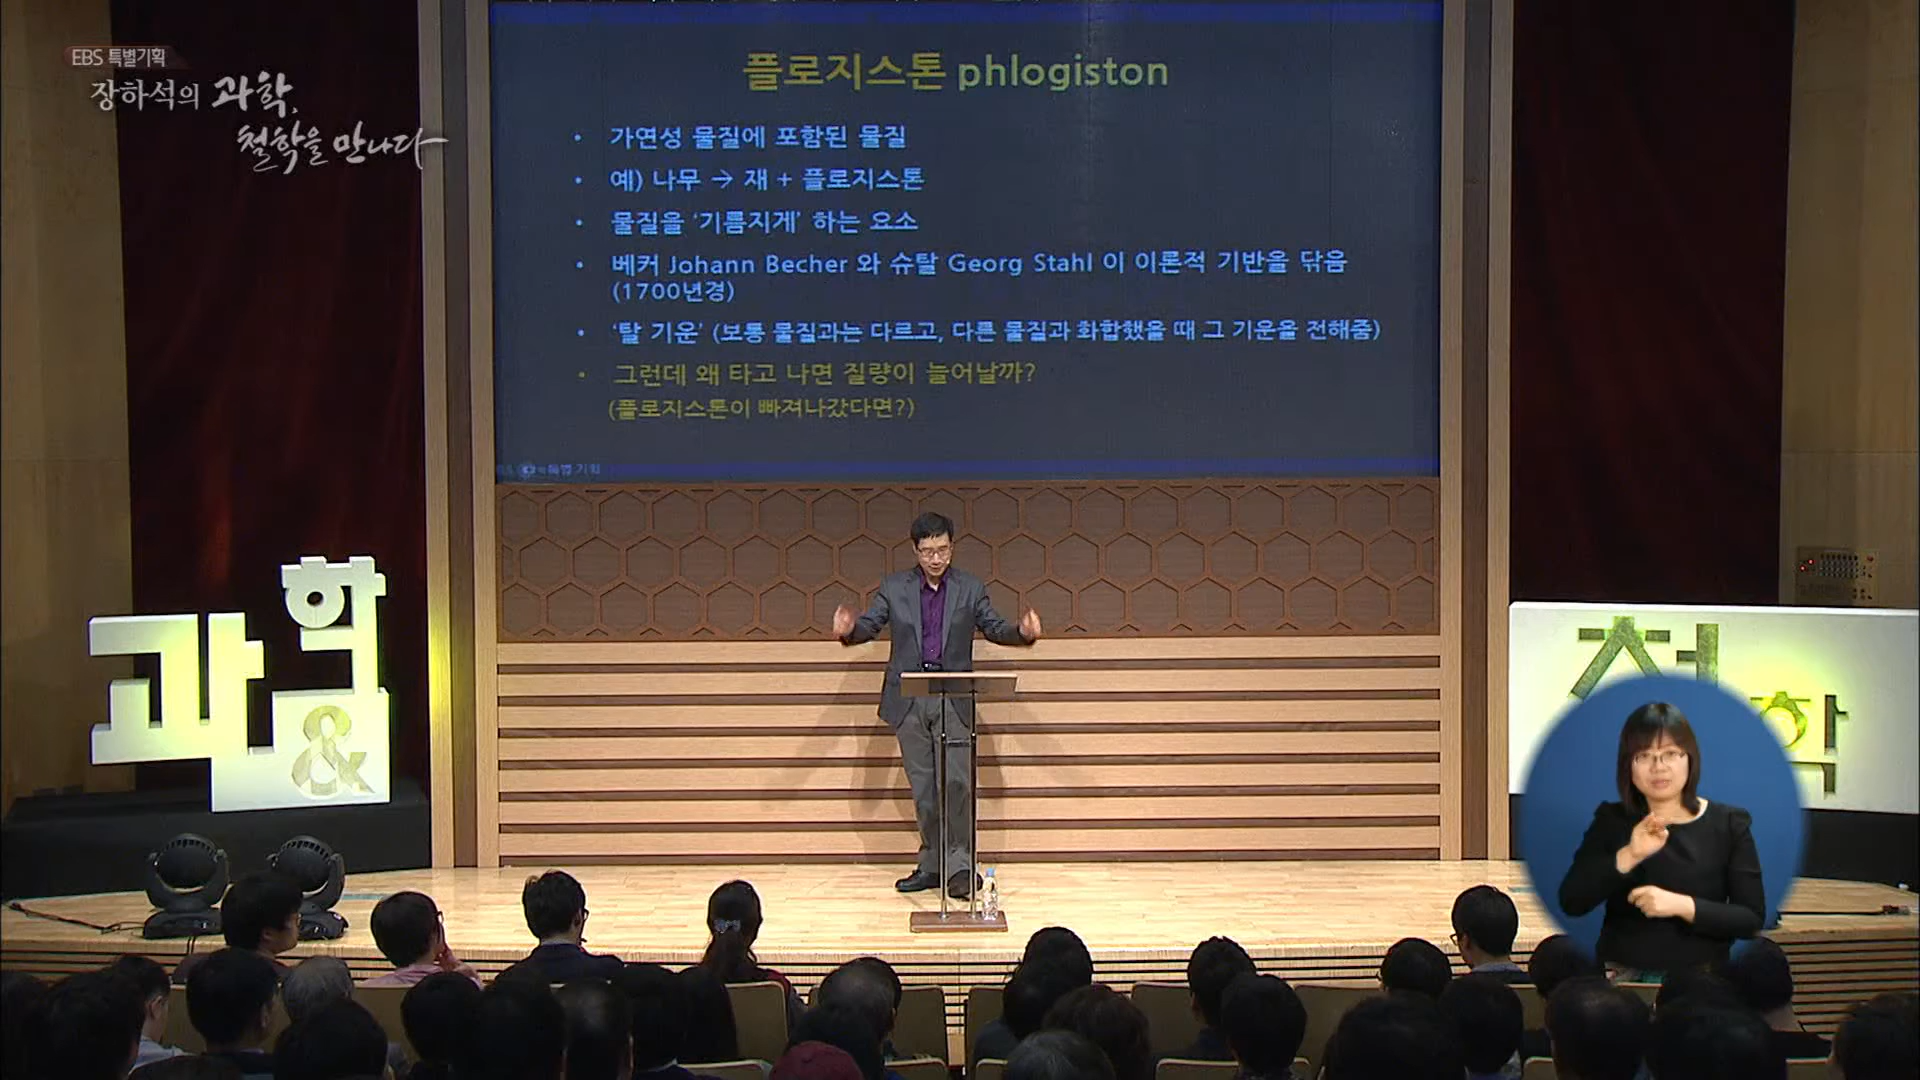 EBS 특별기획
장하석의 과학,
철학을 만나다
플로지스톤 phlogiston
• 가연성 물질에 포함된 물질
• 예) 나무 → 재 + 플로지스톤
• 물질을 ‘기름지게’ 하는 요소
• 베커 Johann Becher 와 슈탈 Georg Stahl 이 이론적 기반을 닦음
(1700년경)
• ‘탈 기운’ (보통 물질과는 다르고, 다른 물질과 화합했을 때 그 기운을 전해줌)
• 그런데 왜 타고 나면 질량이 늘어날까?
(플로지스톤이 빠져나갔다면?)
특별기획
과학
&
철학